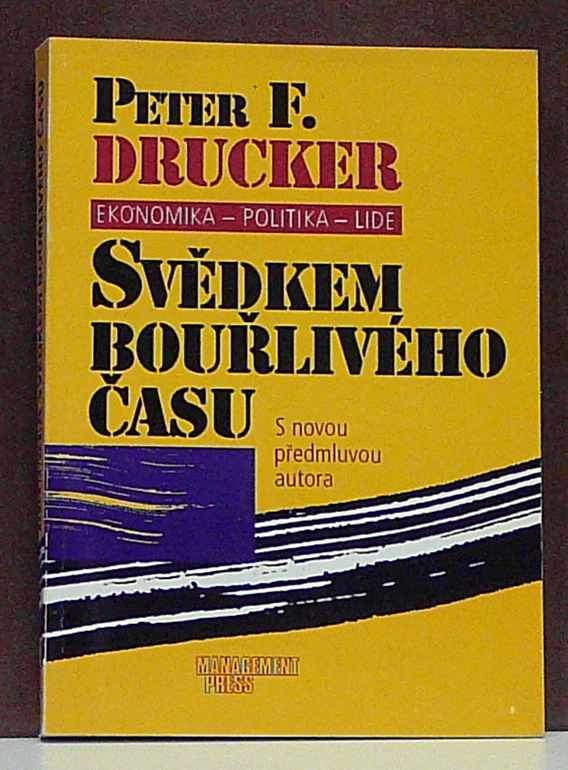 PETER F.
DRUCKER
EKONOMIKA – POLITIKA – LIDE
SVĚDKEM
BOUŘLIVÉHO
ČASU
S novou
předmluvou
autora
MANAGEMENT
PRESS